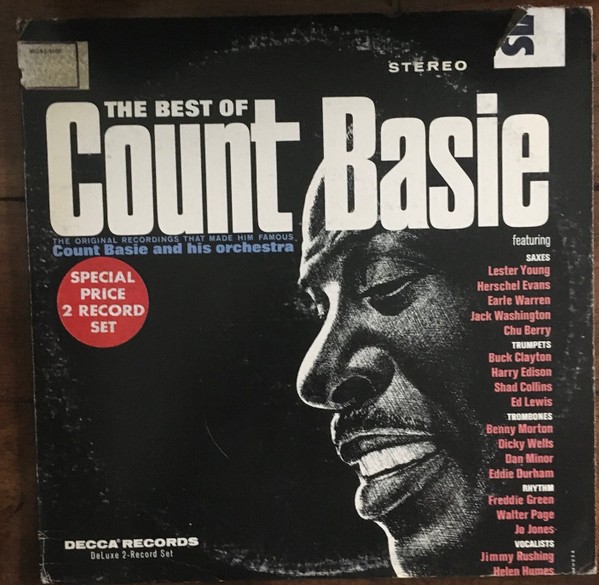 STEREO
THE BEST OF
Count Basie
THE ORIGINAL RECORDINGS THAT MADE HIM FAMOUS
Count Basie and his orchestra
SPECIAL
PRICE
2 RECORD
SET
featuring
SAXES
Lester Young
Herschel Evans
Earle Warren
Jack Washington
Chu Berry
TRUMPETS
Buck Clayton
Harry Edison
Shad Collins
Ed Lewis
TROMBONES
Benny Morton
Dicky Wells
Dan Minor
Eddie Durham
RHYTHM
Freddie Green
Walter Page
Jo Jones
VOCALISTS
Jimmy Rushing
Helen Humes
DECCA RECORDS
DeLuxe 2-Record Set